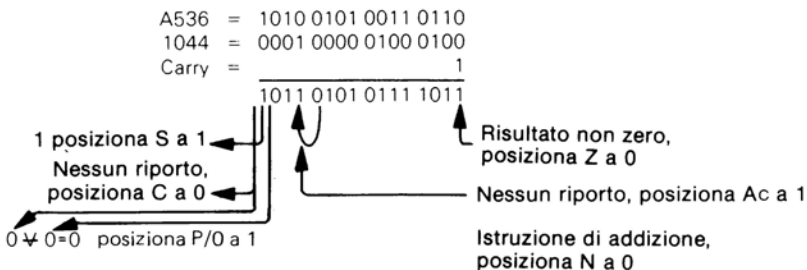 A536 = 1010 0101 0011 0110
1044 = 0001 0000 0100 0100
Carry = 1
1011 0101 0111 1011
1 posiziona S a 1
Risultato non zero,
posiziona Z a 0
Nessun riporto,
posiziona C a 0
Nessun riporto, posiziona Ac a 1
0 ⊻ 0=0 posiziona P/0 a 1
Istruzione di addizione,
posiziona N a 0